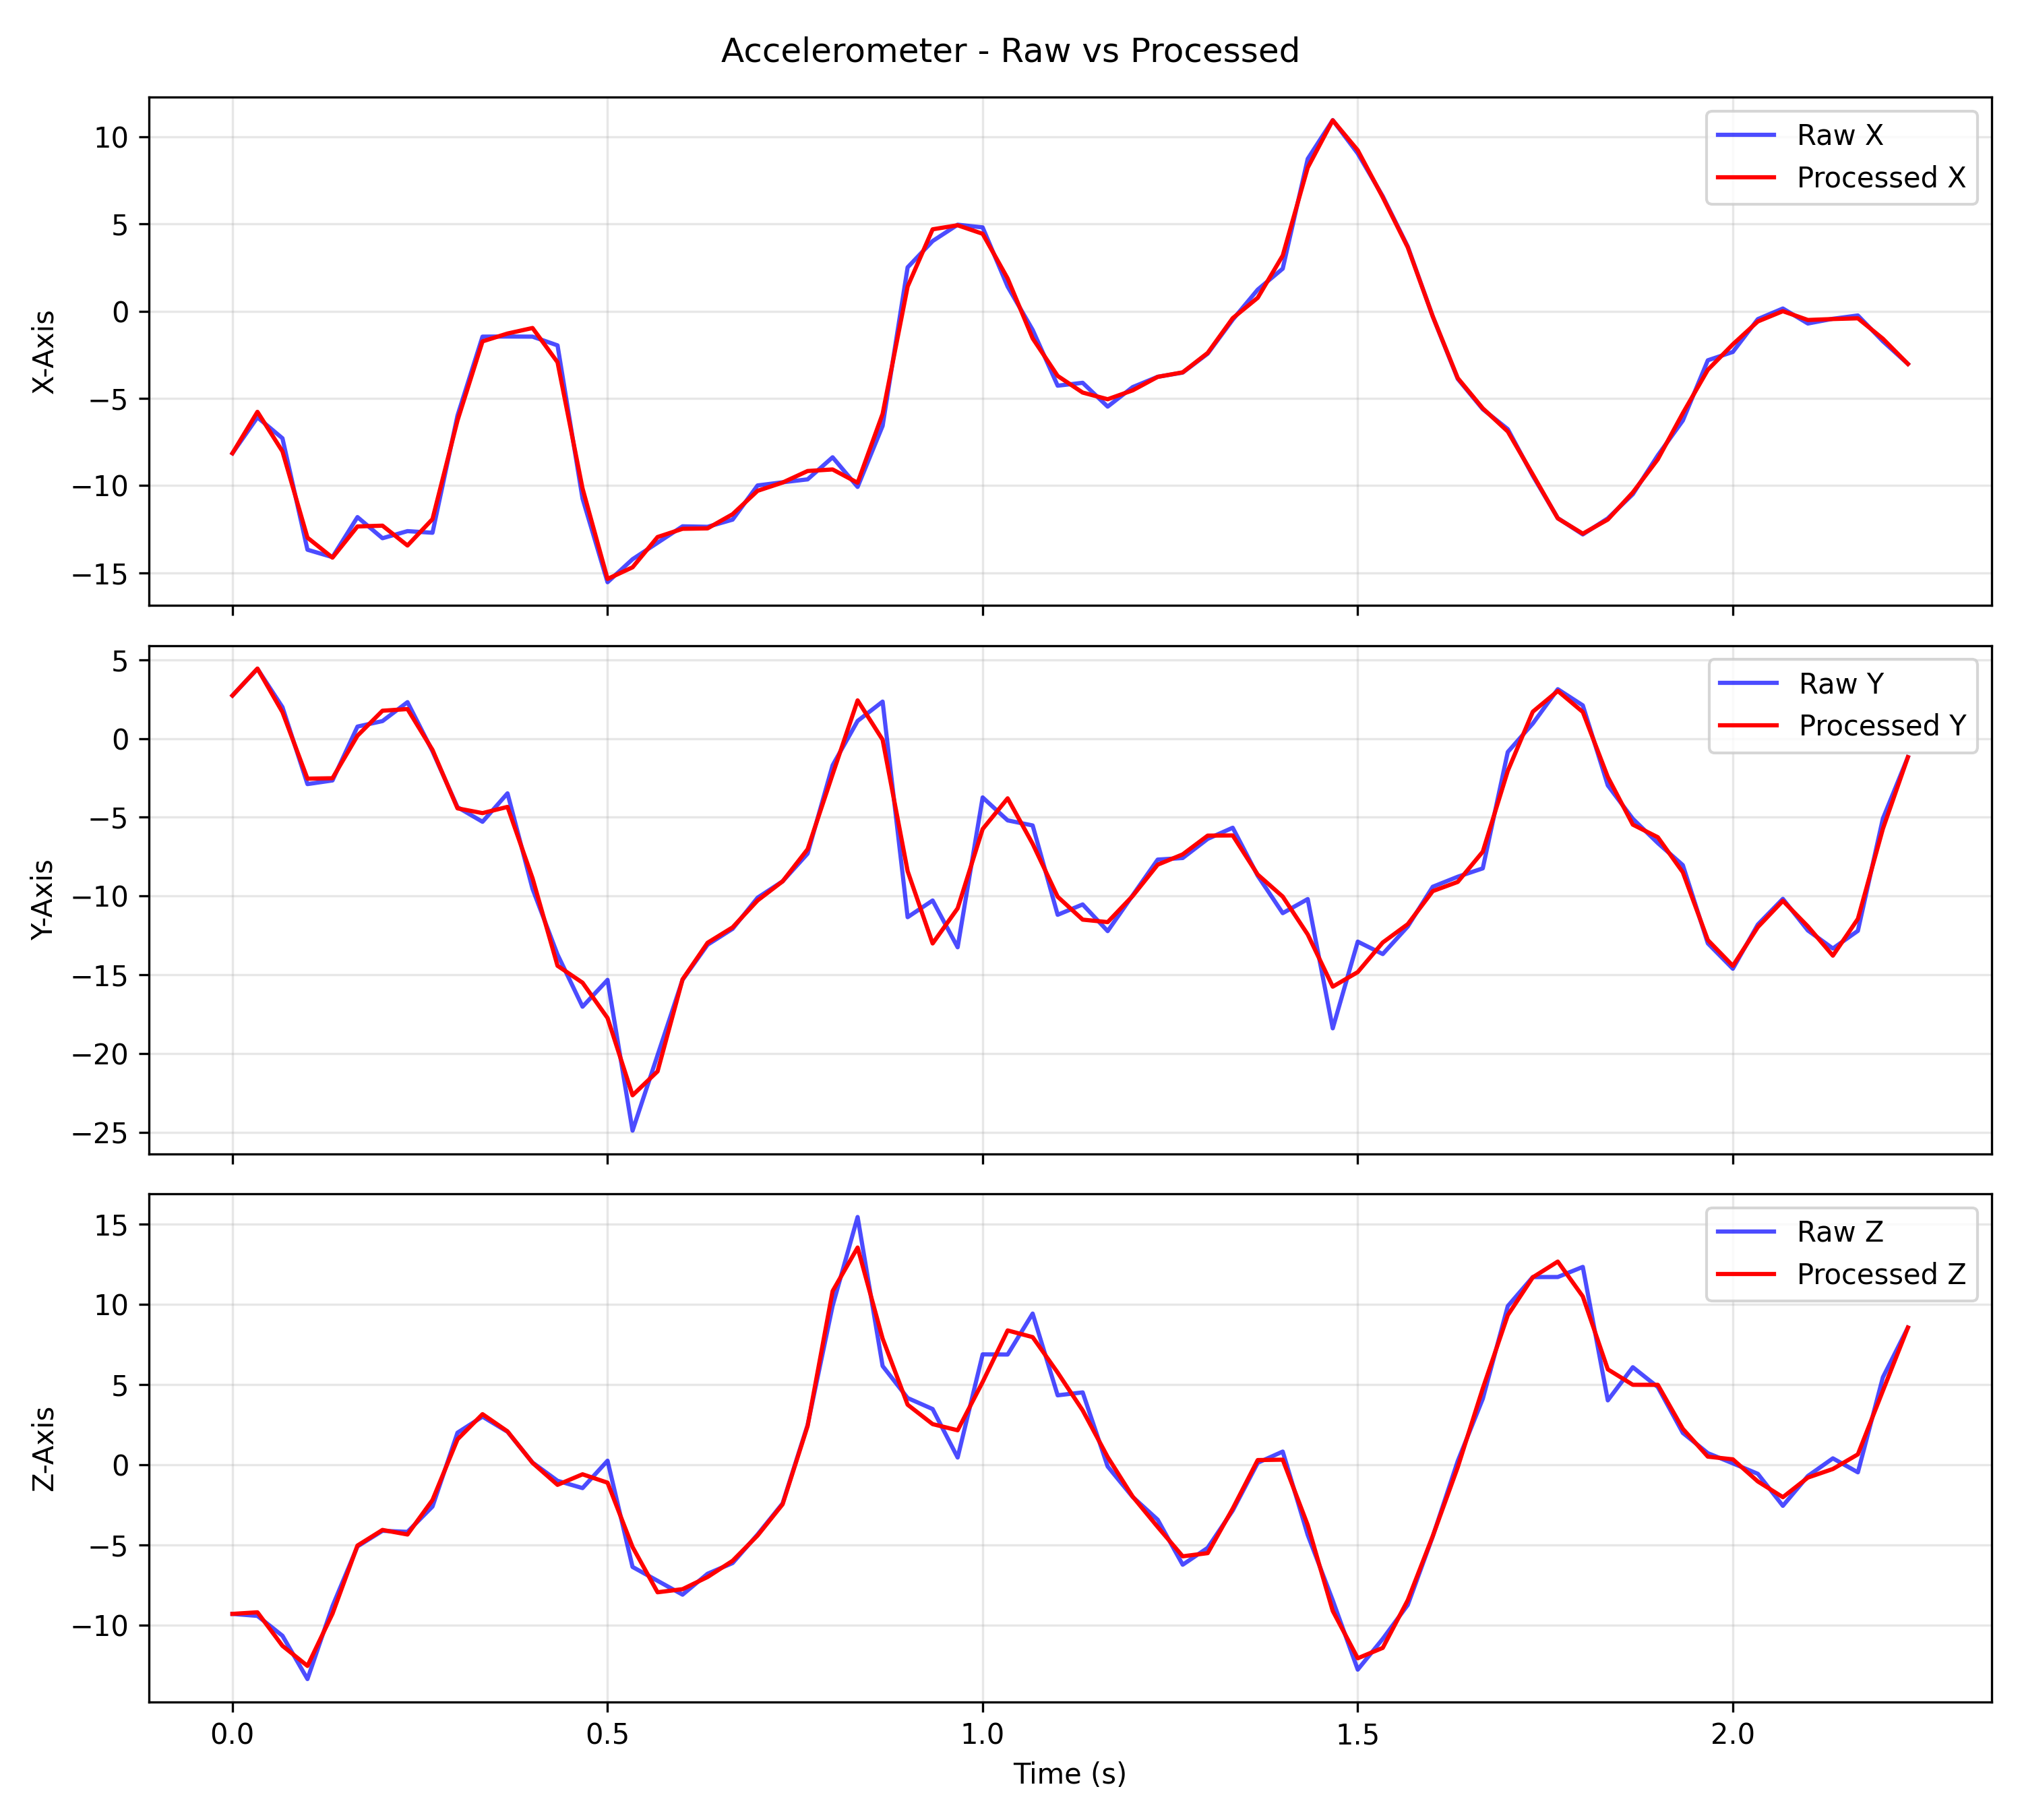 Accelerometer - Raw vs Processed
10
5
0
−5
−10
−15
X-Axis
Raw X
Processed X
5
0
−5
−10
−15
−20
−25
Y-Axis
Raw Y
Processed Y
15
10
5
0
−5
−10
Z-Axis
Raw Z
Processed Z
0.0 0.5 1.0 1.5 2.0
Time (s)